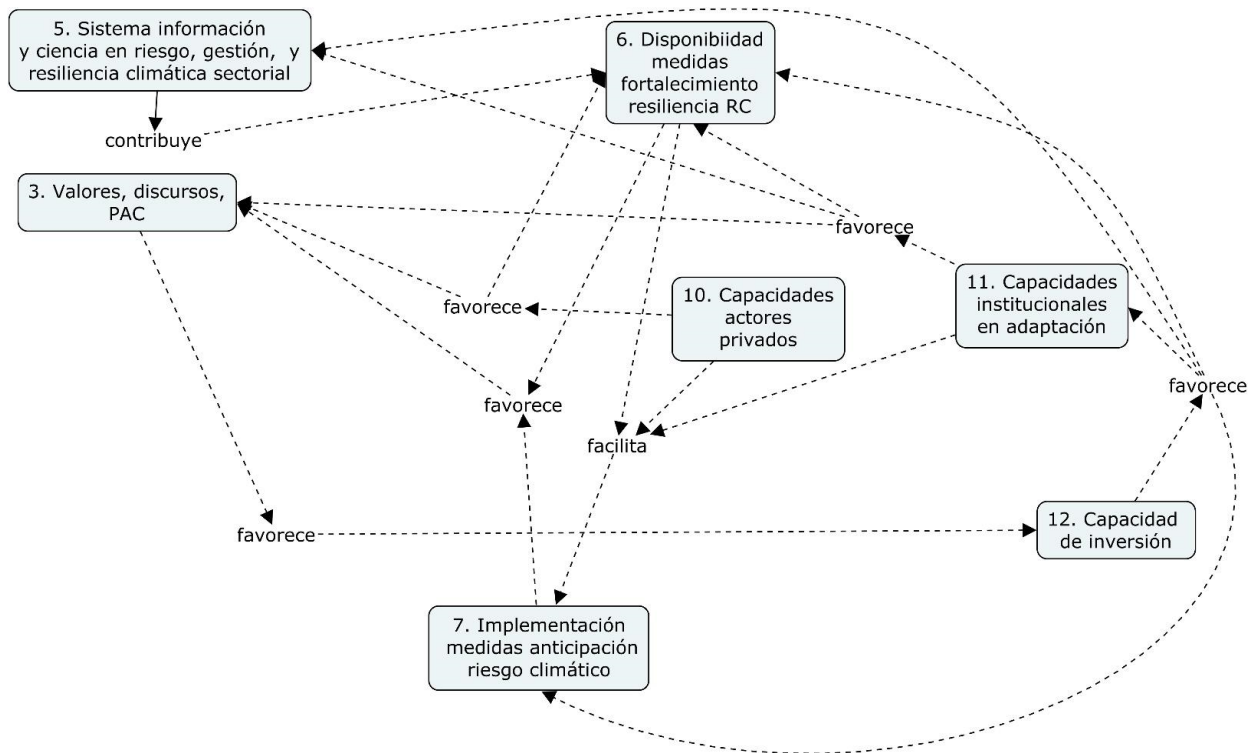 5. Sistema información
y ciencia en riesgo, gestión, y
resiliencia climática sectorial
6. Disponibiidad
medidas
fortalecimiento
resiliencia RC
contribuye
3. Valores, discursos,
PAC
favorece
10. Capacidades
actores
privados
11. Capacidades
institucionales
en adaptación
favorece
favorece
favorece
facilita
favorece
12. Capacidad
de inversión
7. Implementación
medidas anticipación
riesgo climático